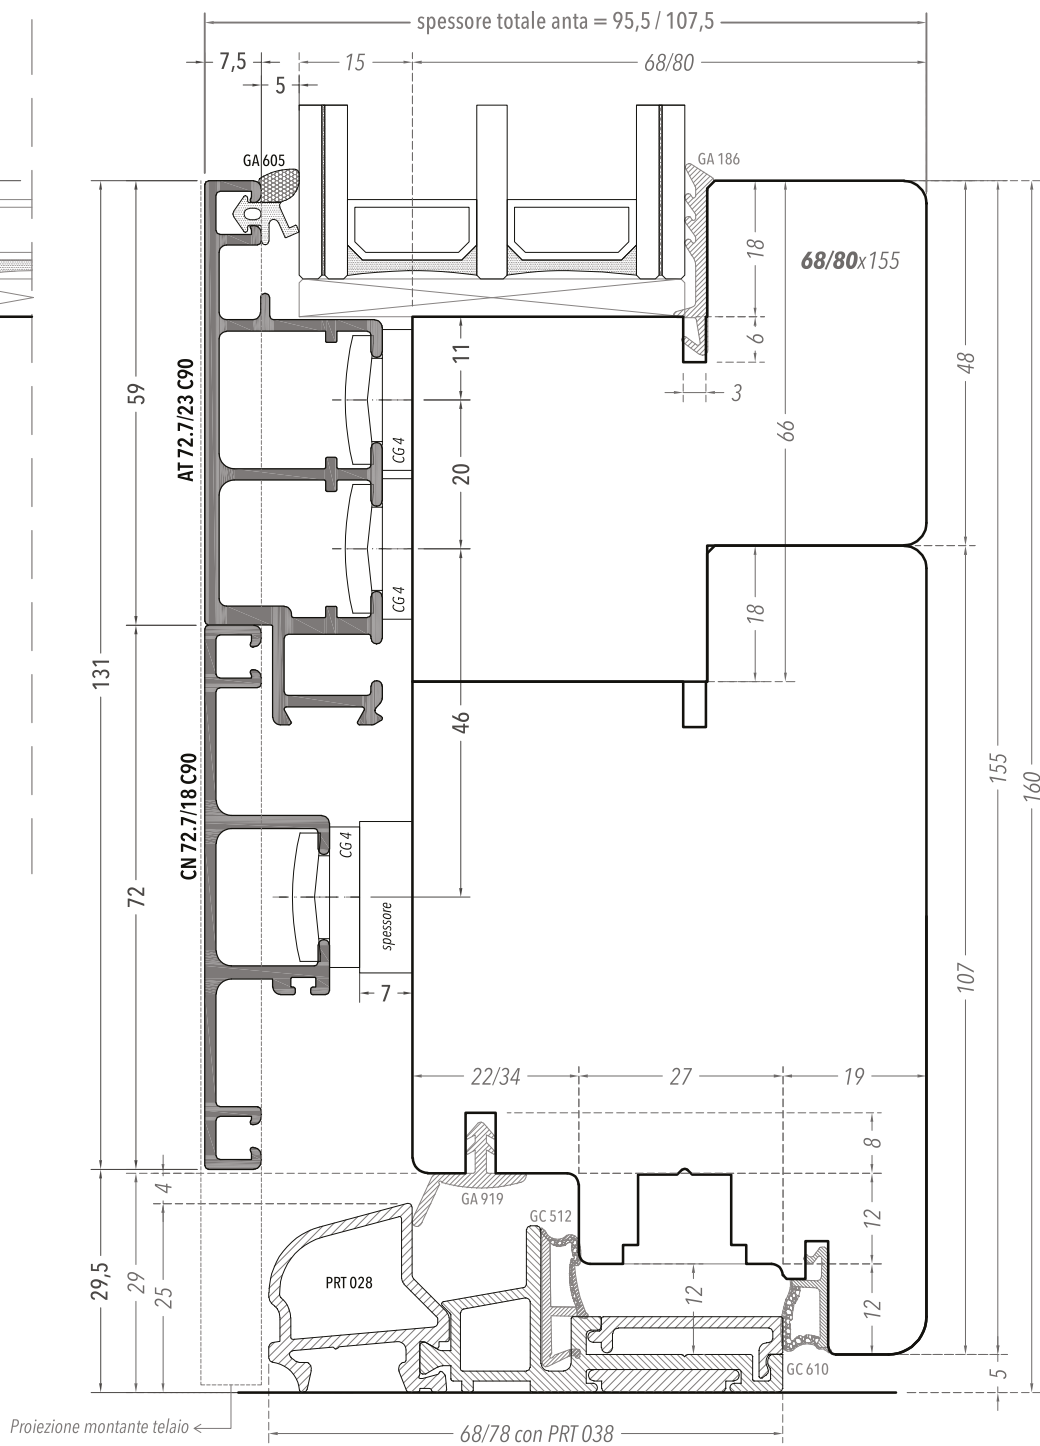 spessore totale anta = 95,5 / 107,5
7,5
15
68/80
5
GA 605
GA 186
18
68/80x155
11
6
48
59
AT 72.7/23 C90
3
CG 4
66
20
CG 4
18
131
46
155
160
CN 72.7/18 C90
CG 4
72
spessore
7
107
22/34
27
19
8
4
GA 919
12
GC 512
29,5
29
25
PRT 028
12
12
GC 610
5
Proiezione montante telaio
68/78 con PRT 038